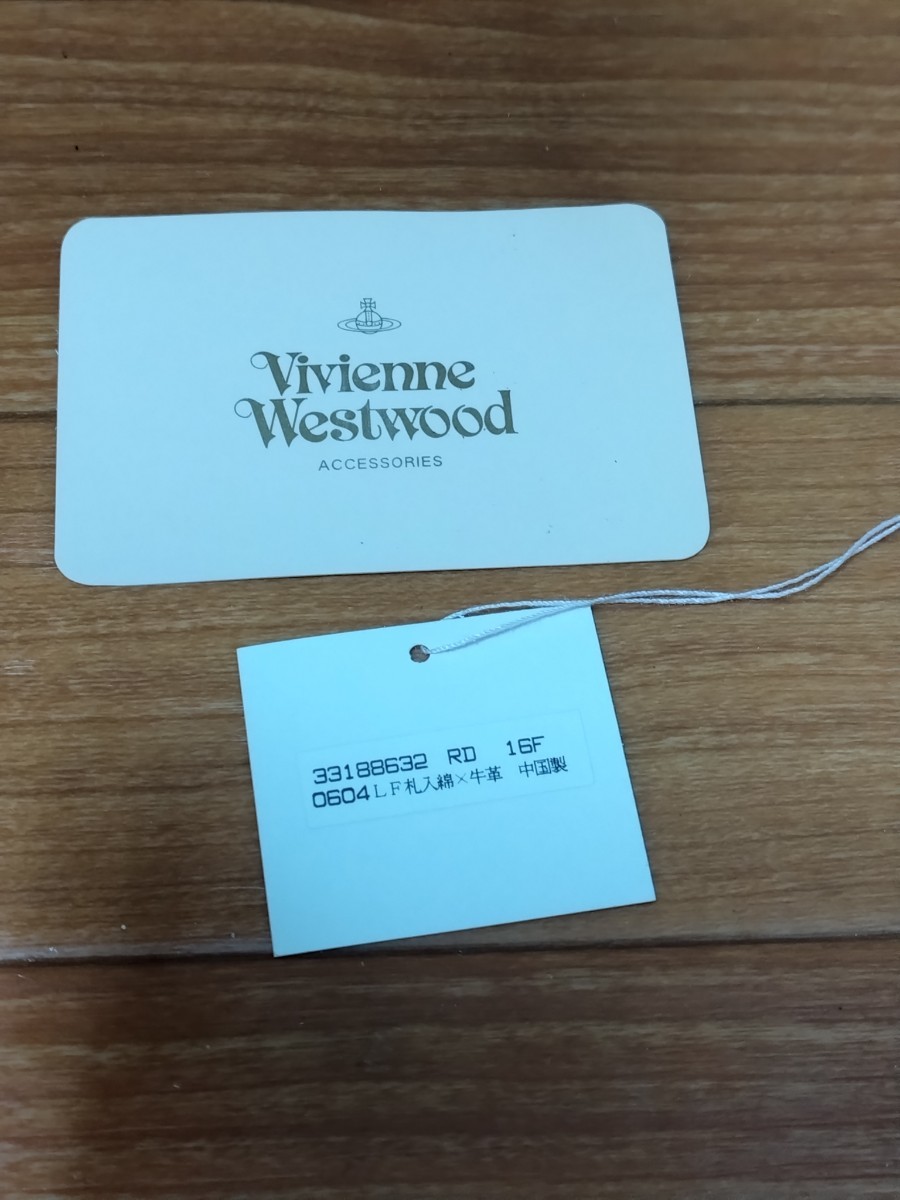 Vivienne
Westwood
ACCESSORIES
33188632 RD 16F
0604LF札入綿×牛革 中国製